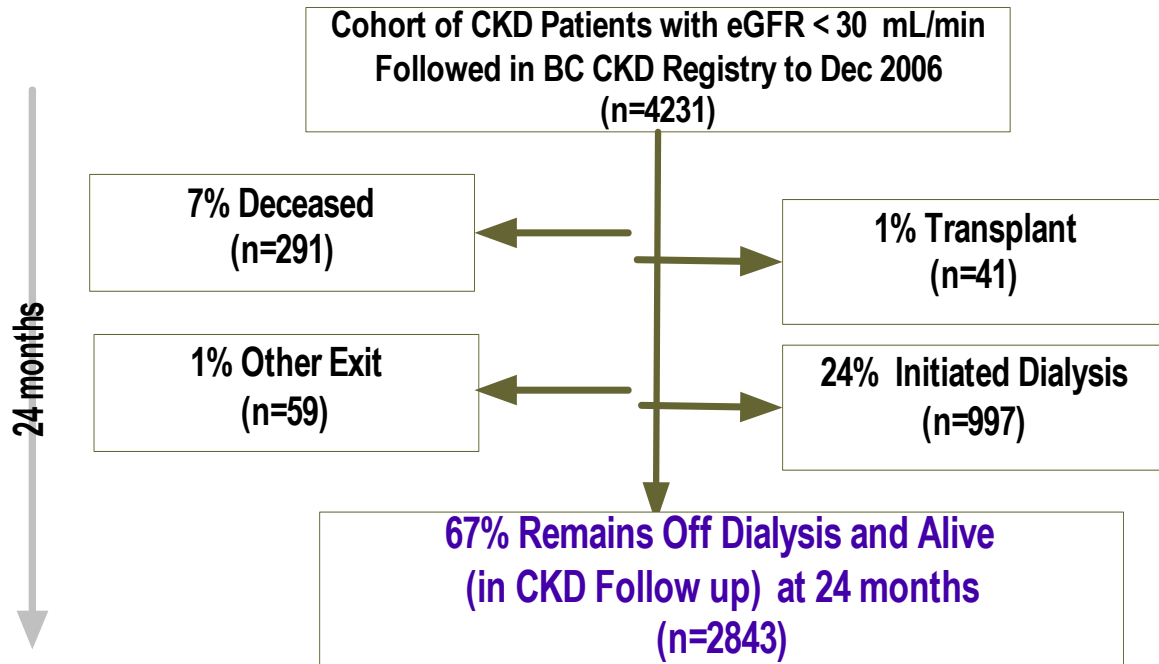 Cohort of CKD Patients with eGFR < 30 mL/min
Followed in BC CKD Registry to Dec 2006
(n=4231)
7% Deceased
(n=291)
1% Transplant
(n=41)
24 months
1% Other Exit
(n=59)
24% Initiated Dialysis
(n=997)
67% Remains Off Dialysis and Alive
(in CKD Follow up) at 24 months
(n=2843)